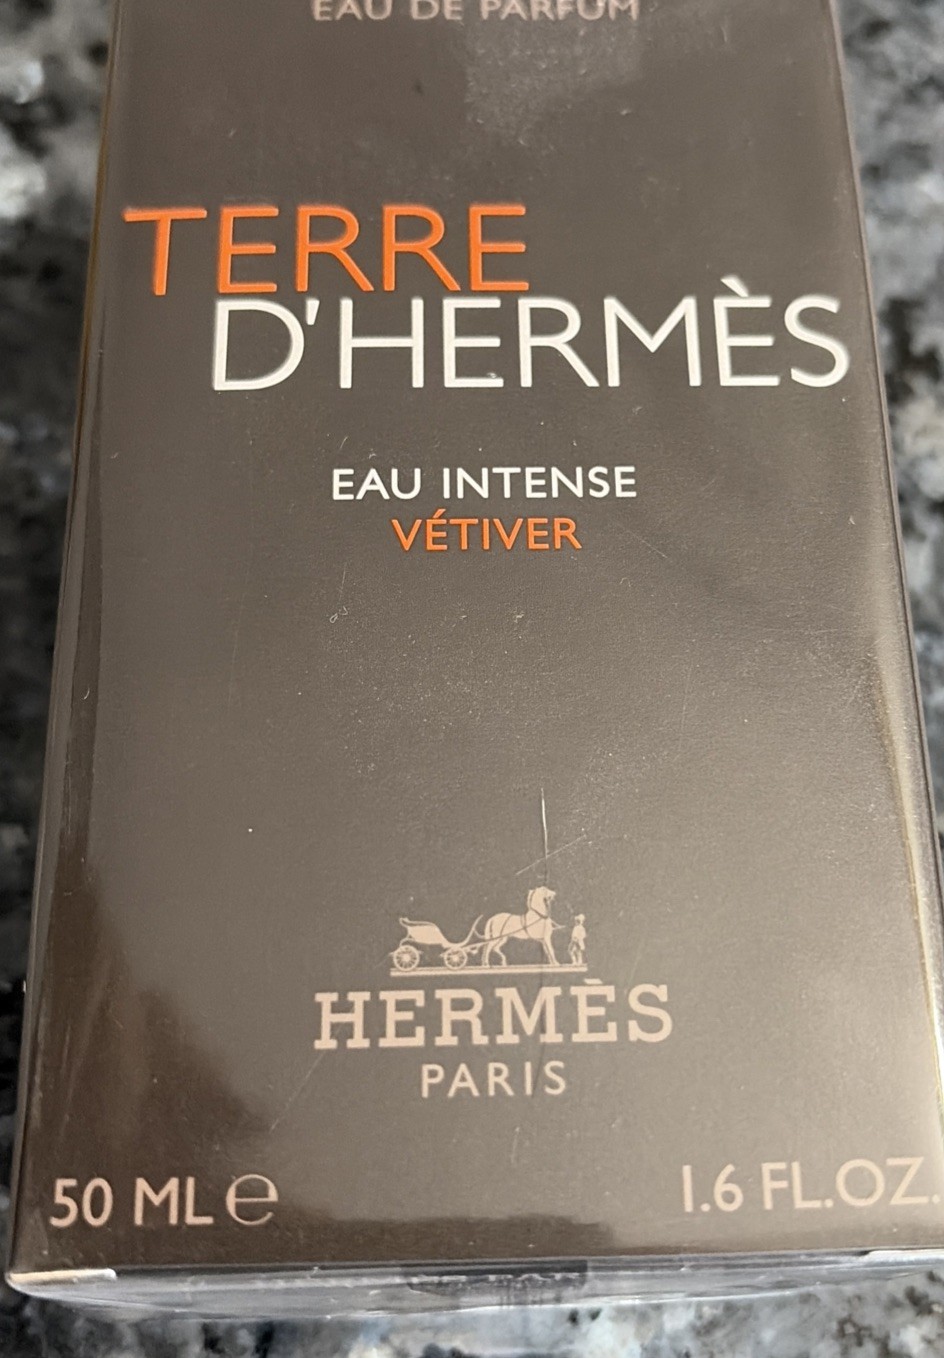 EAU DE PARFUM
TERRE
D'HERMÈS
EAU INTENSE
VÉTIVER
HERMÈS
PARIS
50 ML ℮
1.6 FL.OZ.